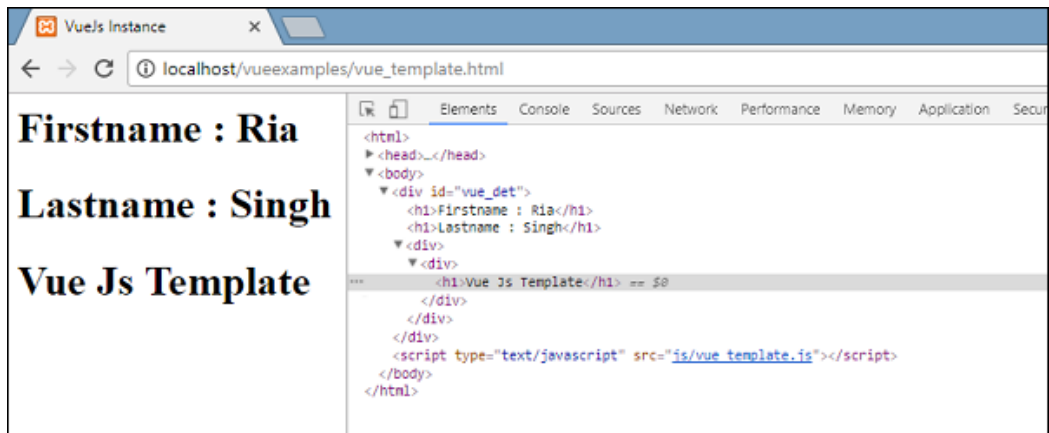 VueJs Instance
localhost/vueexamples/vue_template.html
Elements Console Sources Network Performance Memory Application Secur
Firstname : Ria
Lastname : Singh
Vue Js Template
<html>
<head>…</head>
<body>
<div id="vue_det">
<h1>Firstname : Ria</h1>
<h1>Lastname : Singh</h1>
<div>
<div>
... <h1>Vue Js Template</h1> == $0
</div>
</div>
</div>
<script type="text/javascript" src="js/vue_template.js"></script>
</body>
</html>